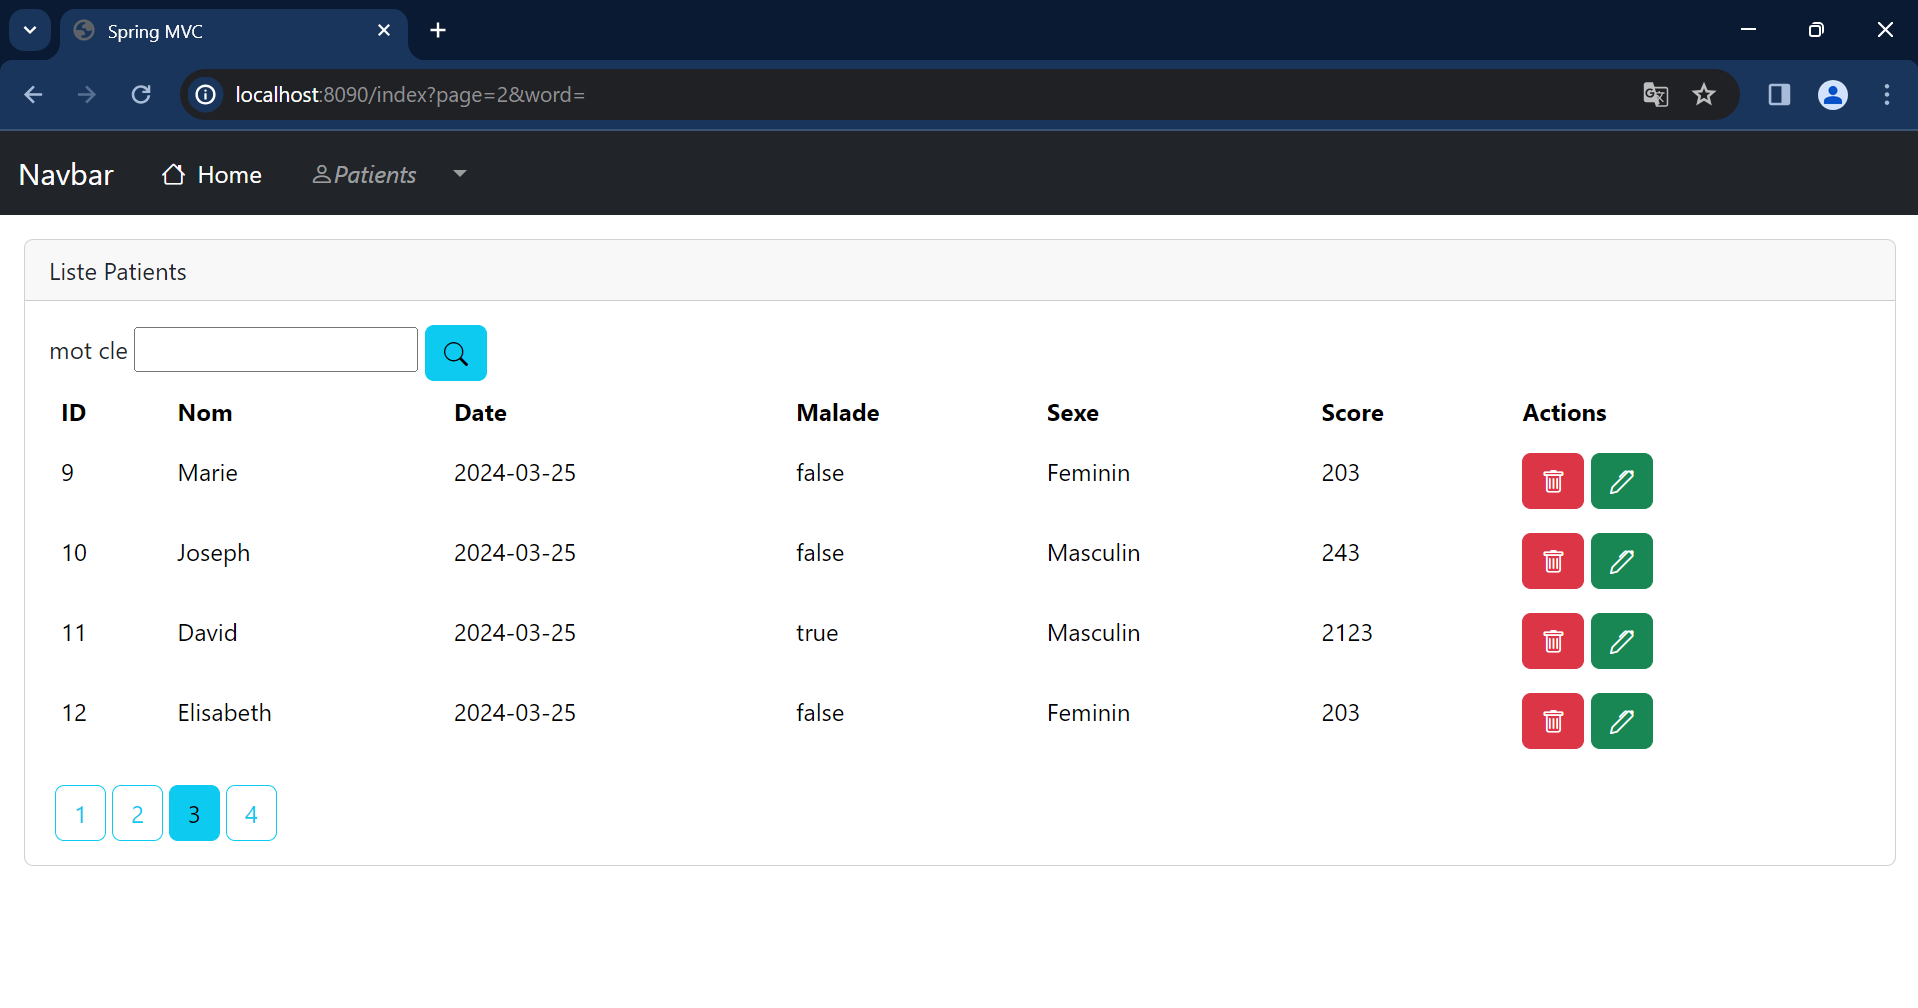 Spring MVC
localhost:8090/index?page=2&word=
Navbar Home Patients
Liste Patients
mot cle
ID Nom Date Malade Sexe Score Actions
9 Marie 2024-03-25 false Feminin 203
10 Joseph 2024-03-25 false Masculin 243
11 David 2024-03-25 true Masculin 2123
12 Elisabeth 2024-03-25 false Feminin 203
1 2 3 4